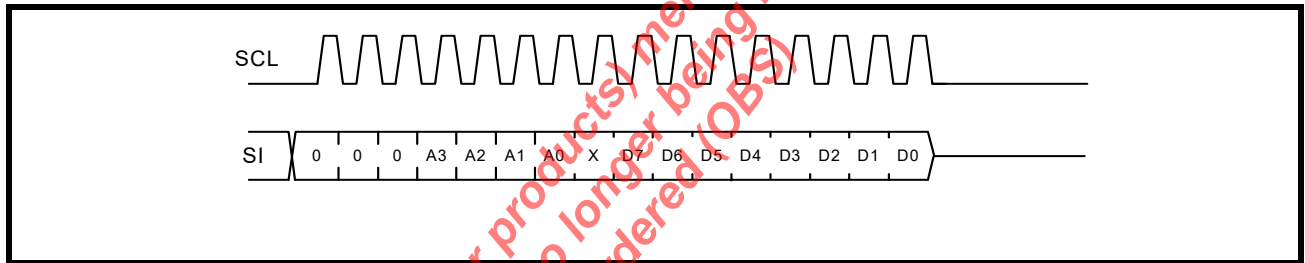 SCL
SI 0 0 0 A3 A2 A1 A0 X D7 D6 D5 D4 D3 D2 D1 D0
r products)
longer being
dered (OBS)